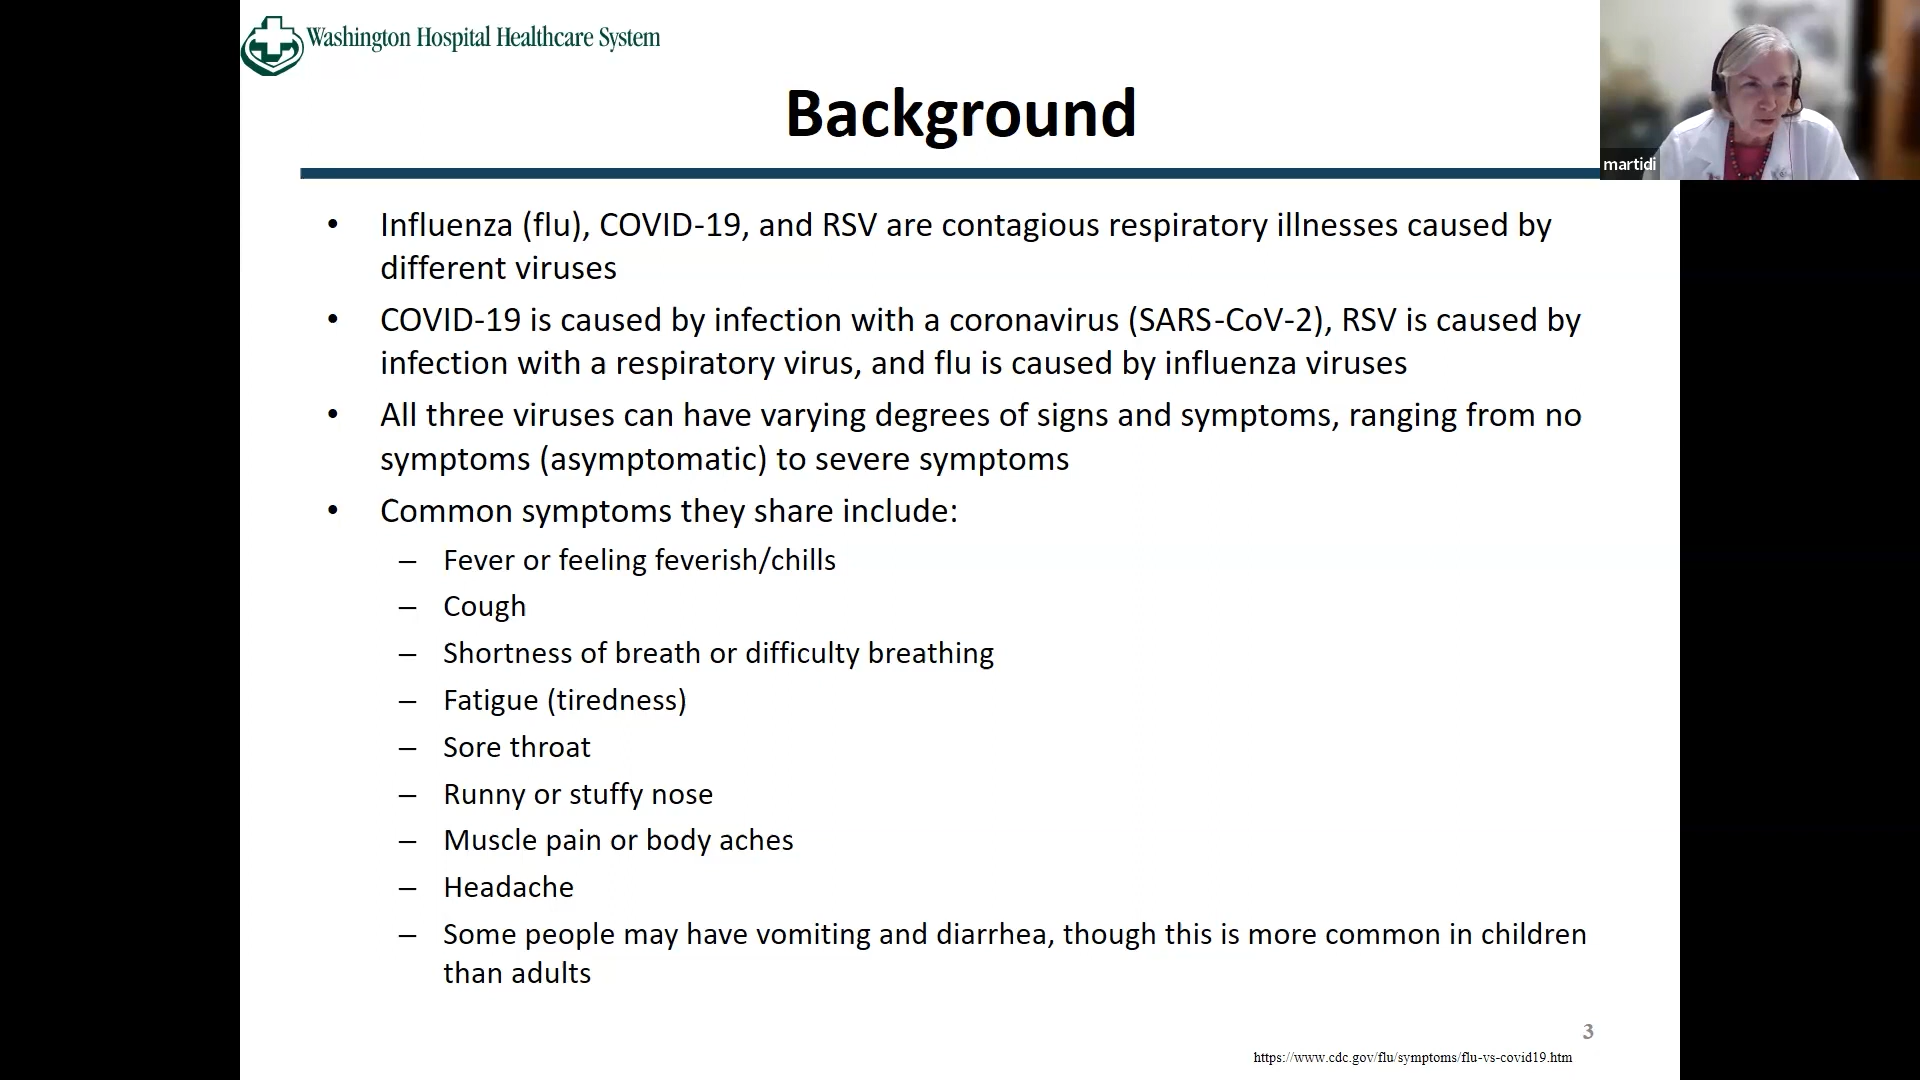 Washington Hospital Healthcare System
Background
martidi
• Influenza (flu), COVID-19, and RSV are contagious respiratory illnesses caused by
different viruses
• COVID-19 is caused by infection with a coronavirus (SARS-CoV-2), RSV is caused by
infection with a respiratory virus, and flu is caused by influenza viruses
• All three viruses can have varying degrees of signs and symptoms, ranging from no
symptoms (asymptomatic) to severe symptoms
• Common symptoms they share include:
– Fever or feeling feverish/chills
– Cough
– Shortness of breath or difficulty breathing
– Fatigue (tiredness)
– Sore throat
– Runny or stuffy nose
– Muscle pain or body aches
– Headache
– Some people may have vomiting and diarrhea, though this is more common in children
than adults
3
https://www.cdc.gov/flu/symptoms/flu-vs-covid19.htm